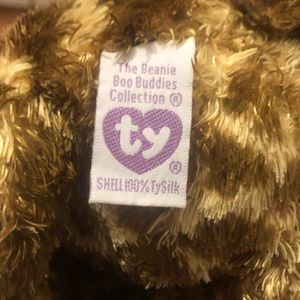 The Beanie
Boo Buddies
Collection ®
ty
®
SHELL 100% TySilk